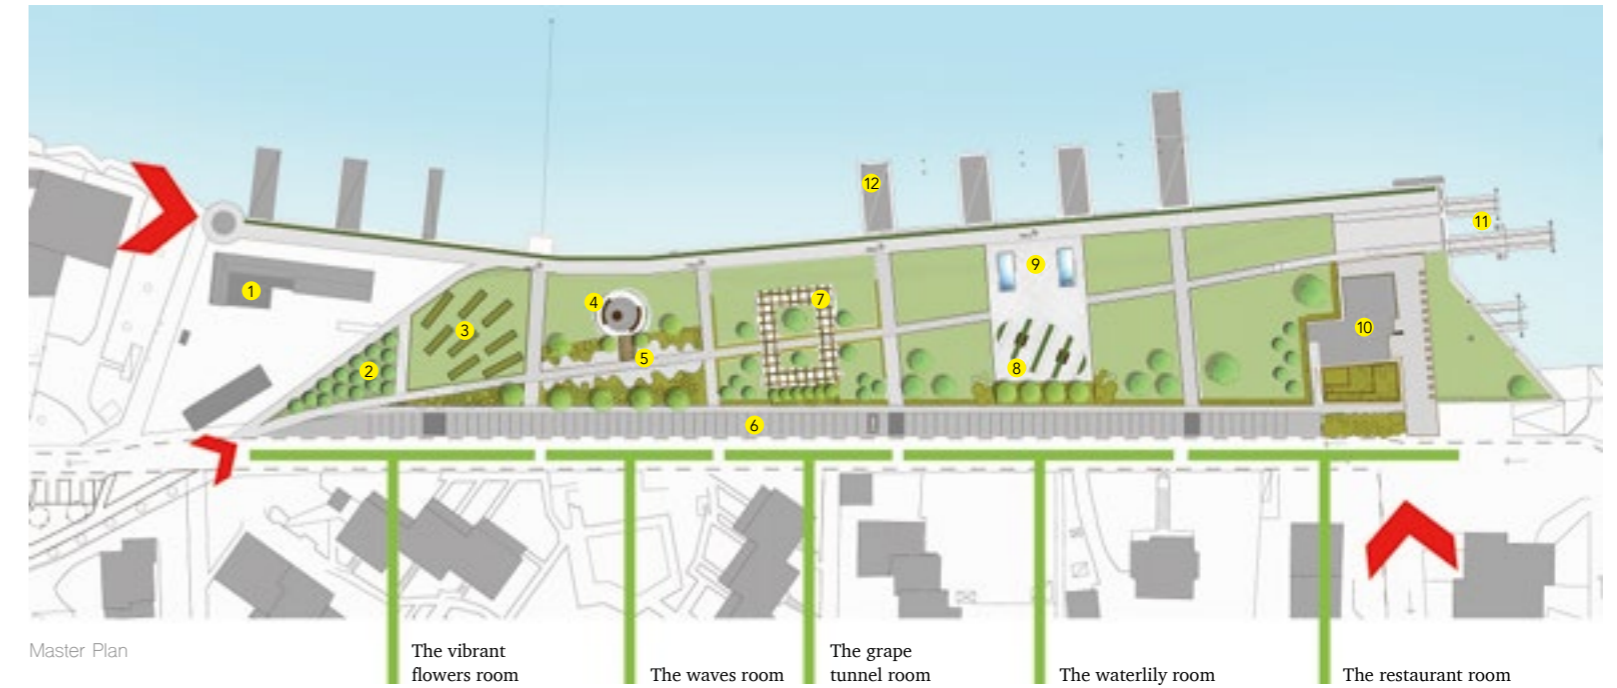 12
11
9
1
4
7
10
3
5
2
8
6
Master Plan
The vibrant
flowers room
The waves room
The grape
tunnel room
The waterlily room
The restaurant room